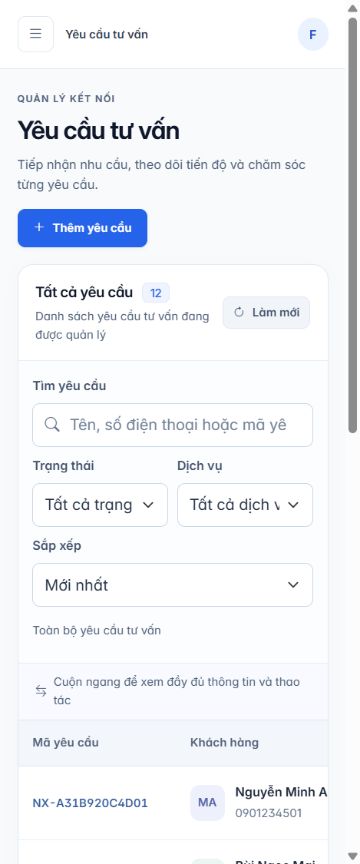 Yêu cầu tư vấn
F
QUẢN LÝ KẾT NỐI
Yêu cầu tư vấn
Tiếp nhận nhu cầu, theo dõi tiến độ và chăm sóc
từng yêu cầu.
+ Thêm yêu cầu
Tất cả yêu cầu 12
Danh sách yêu cầu tư vấn đang
được quản lý
Làm mới
Tìm yêu cầu
Tên, số điện thoại hoặc mã yê
Trạng thái
Dịch vụ
Tất cả trạng
Tất cả dịch v
Sắp xếp
Mới nhất
Toàn bộ yêu cầu tư vấn
Cuộn ngang để xem đầy đủ thông tin và thao
tác
Mã yêu cầu
Khách hàng
NX-A31B920C4D01
MA
Nguyễn Minh A
0901234501